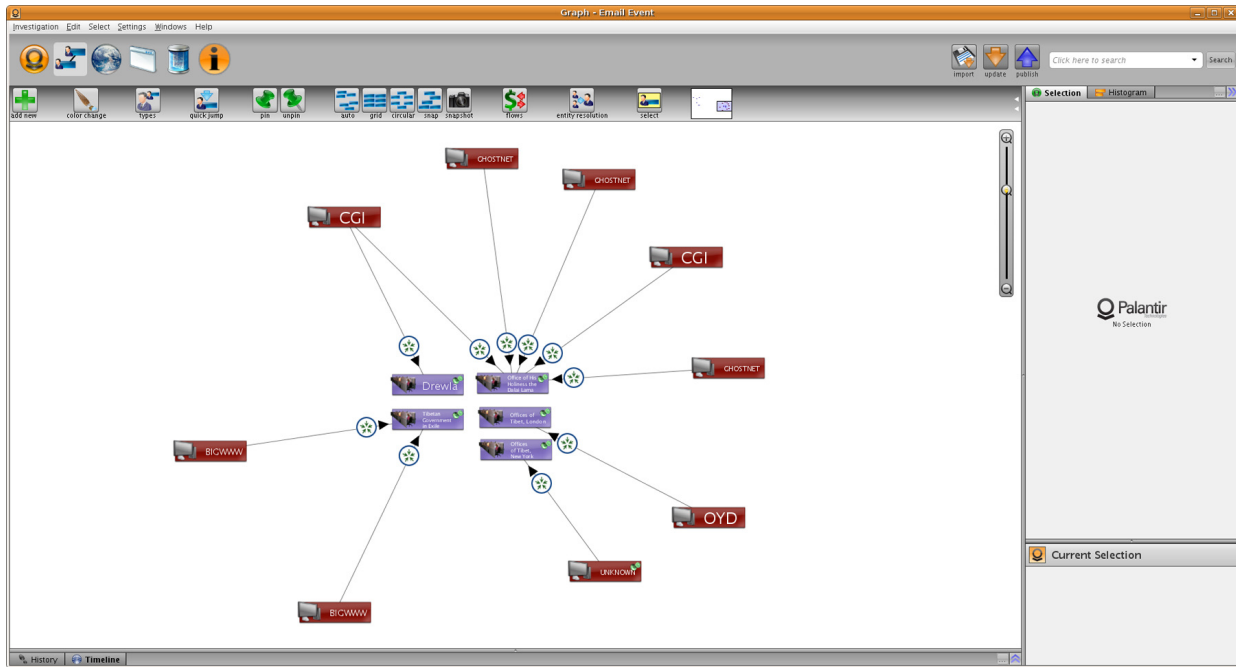 Graph - Email Event
Investigation Edit Select Settings Windows Help
import update publish
Click here to search
Search
add new color change types quick jump pin unpin auto grid circular snap snapshot flows entity resolution select
Selection Histogram
GHOSTNET
GHOSTNET
CGI
CGI
GHOSTNET
Drewla
Office of His
Holiness the
Dalai Lama
Tibetan
Government
in Exile
Offices of
Tibet, London
Offices
of Tibet,
New York
BIGWWW
OYD
UNKNOWN
BIGWWW
Palantir
Technologies
No Selection
Current Selection
History Timeline